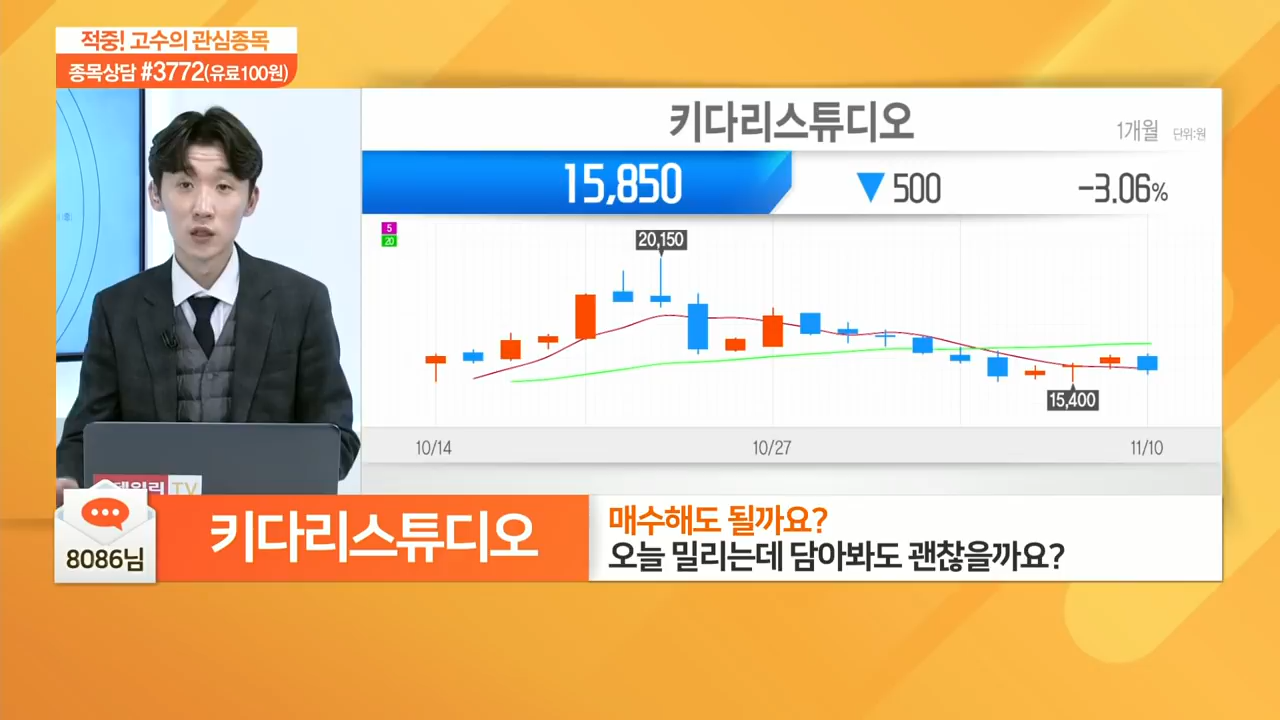 적중! 고수의 관심종목
종목상담 #3772(유료100원)
키다리스튜디오
1개월 단위:원
15,850 ▼500 -3.06%
5
20
20,150
15,400
10/14 10/27 11/10
TV
8086님
키다리스튜디오
매수해도 될까요?
오늘 밀리는데 담아봐도 괜찮을까요?